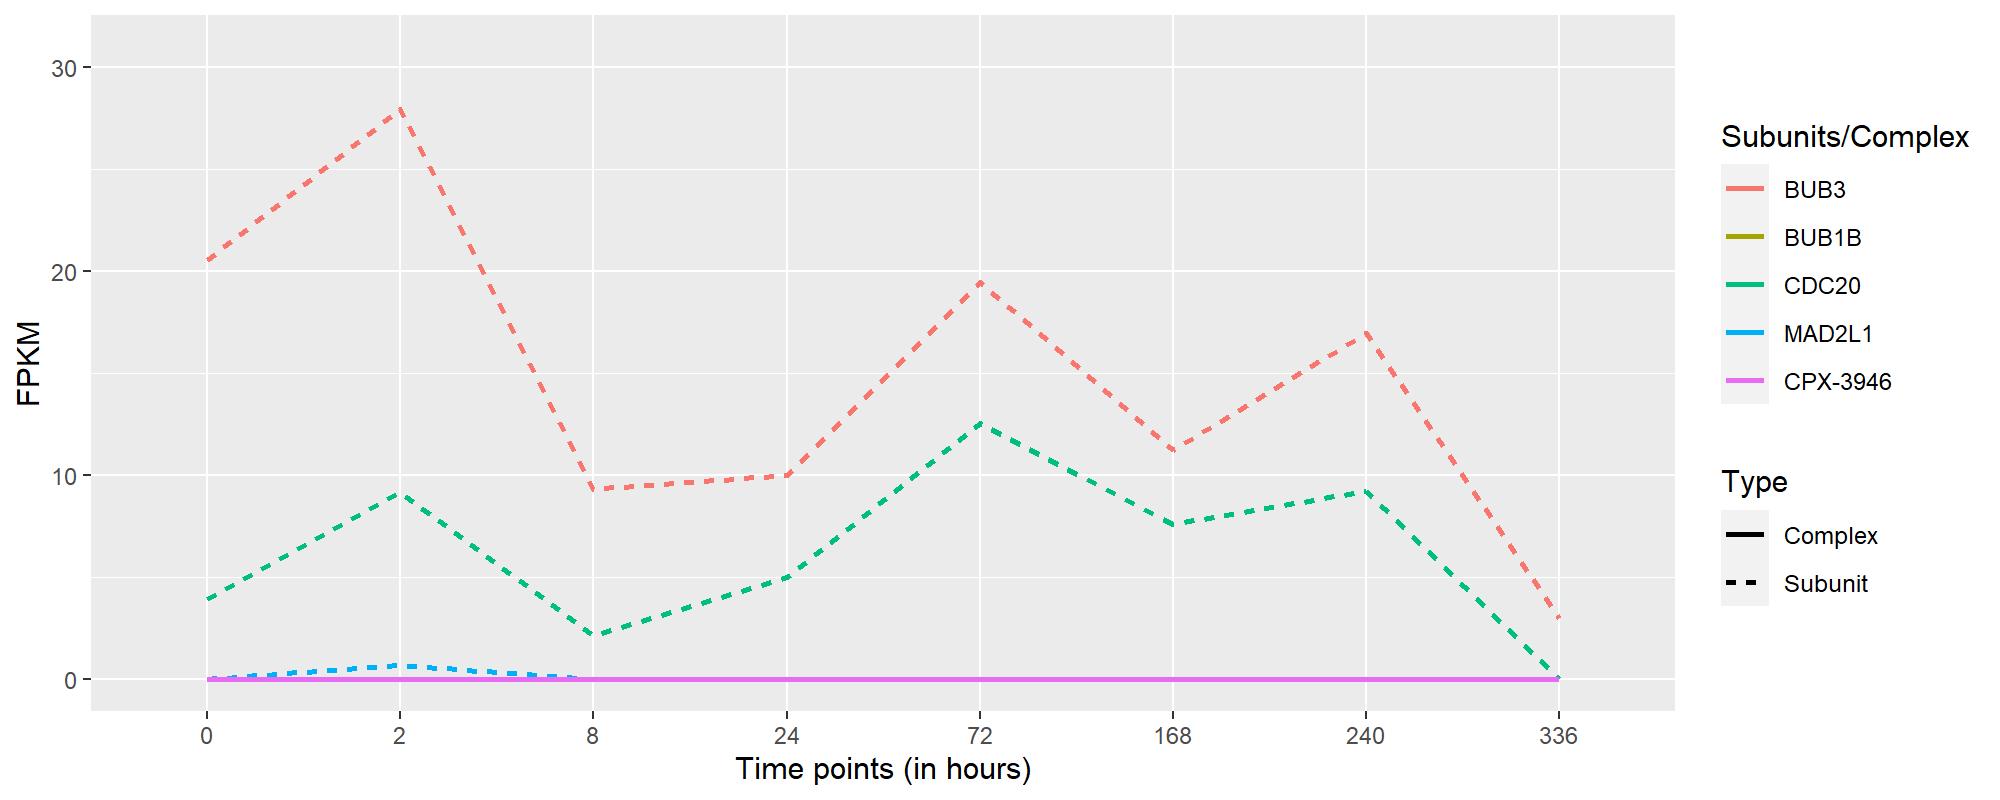 30
20
10
0
FPKM
0 2 8 24 72 168 240 336
Time points (in hours)
Subunits/Complex
BUB3
BUB1B
CDC20
MAD2L1
CPX-3946
Type
Complex
Subunit